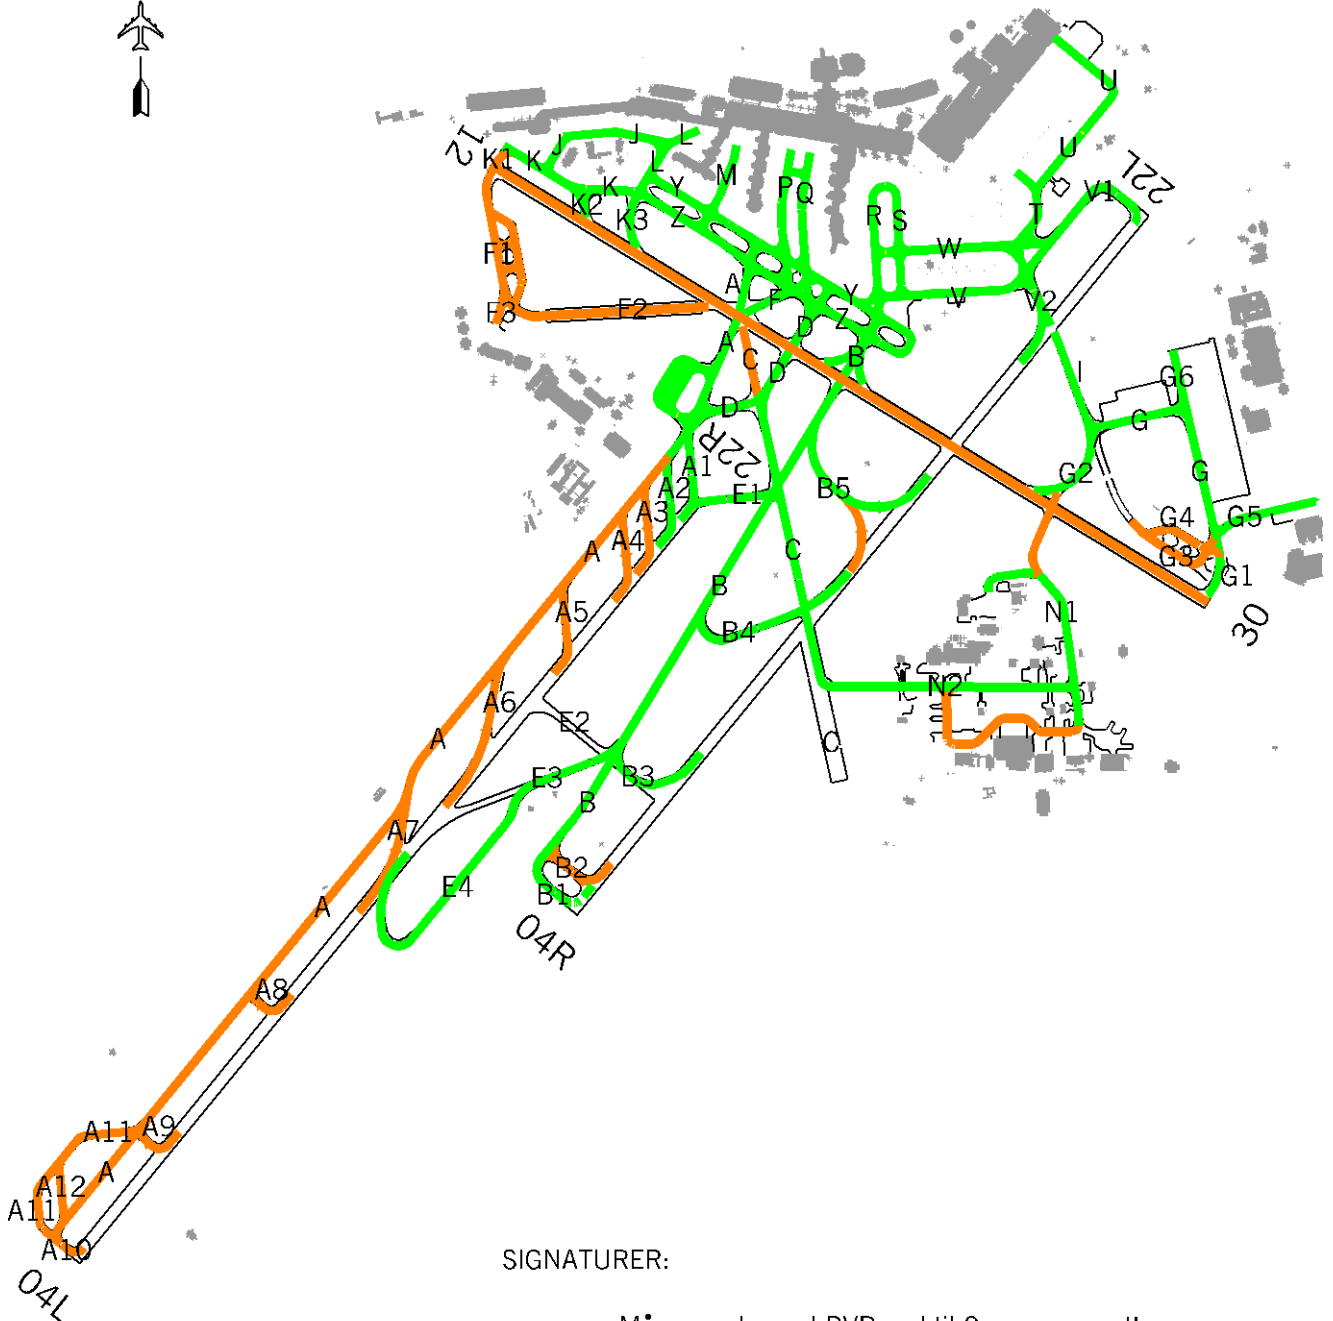 U
J
J
L
12
K1
K
L
U
22L
K
Y
M
P
Q
V1
K2
K3
Z
R
S
T
F1
W
A
F
Y
V
V2
F3
F2
D
Z
A
C
D
B
I
G6
D
G
22R
A1
A2
E1
B5
G2
G
A3
G4
G5
A
A4
C
G3
G1
B
A5
N1
B4
30
A6
N2
E2
A
C
E3
B3
B
A7
B2
E4
B1
A
04R
A8
A11
A9
A
A12
A11
A10
04L
SIGNATURER: